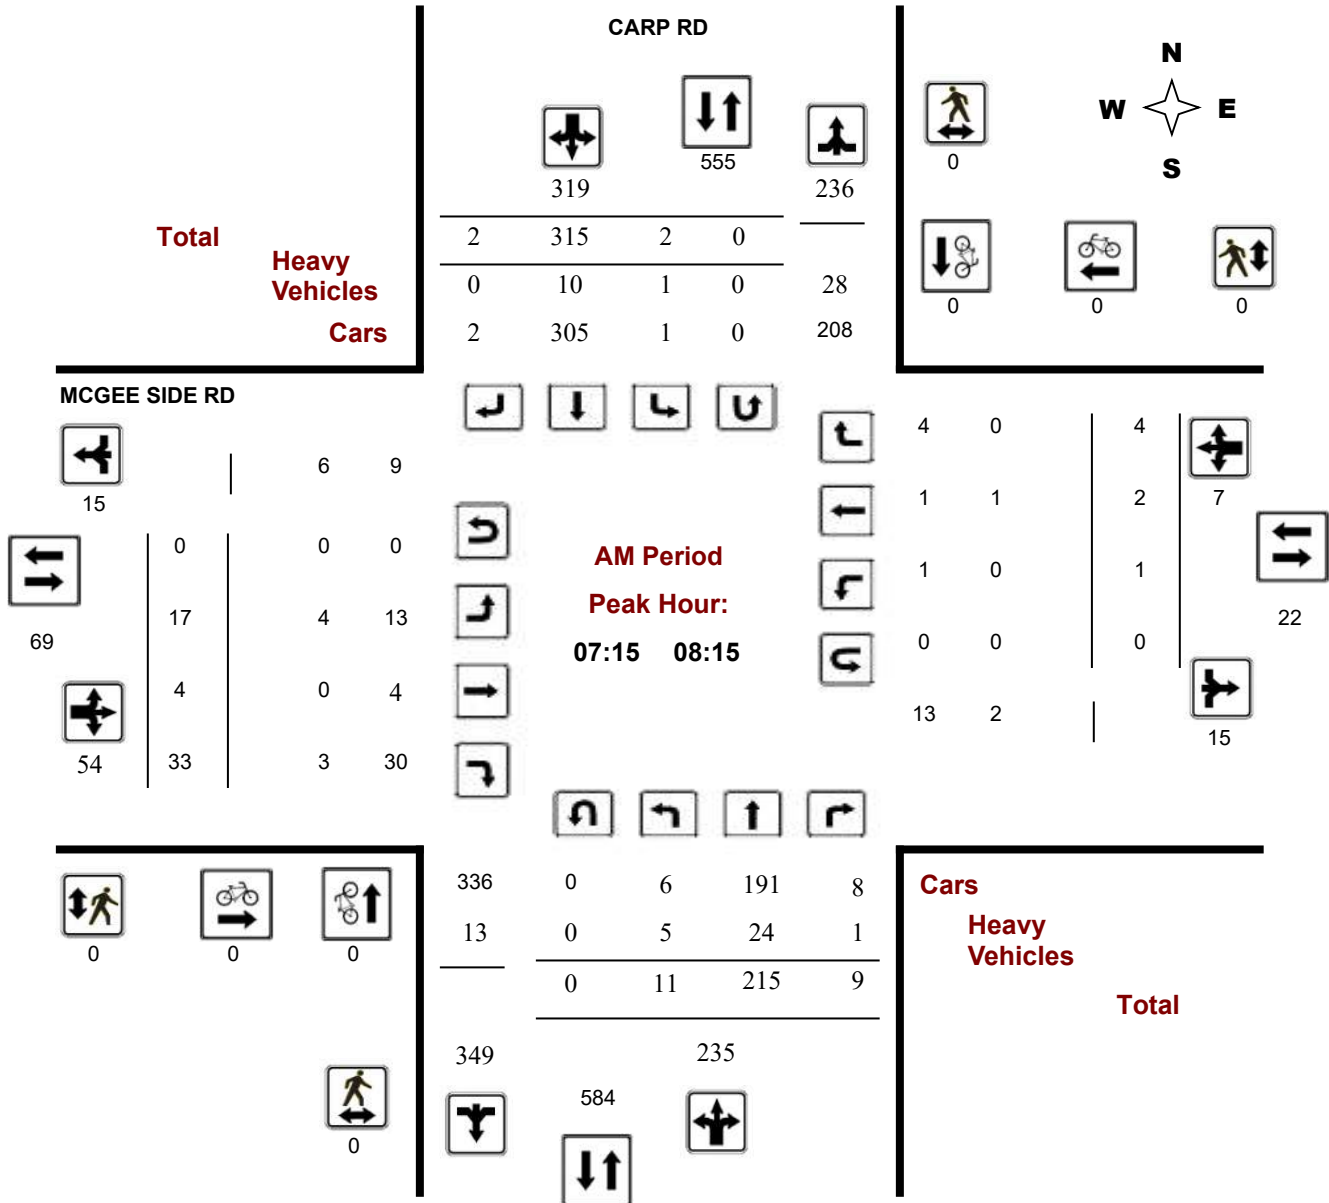 CARP RD
N
W E
S
555
0
319 236
Total 2 315 2 0
Heavy
Vehicles 0 10 1 0 28
0 0 0
Cars 2 305 1 0 208
MCGEE SIDE RD
4 0 4
6 9
15
1 1 2 7
0 0 0
AM Period
1 0 1
Peak Hour:
17 4 13
22
69
07:15 08:15
0 0 0
4 0 4
13 2
15
54 33 3 30
336 0 6 191 8
Cars
13 0 5 24 1
Heavy
Vehicles
0 0 0
0 11 215 9
Total
349 235
584
0